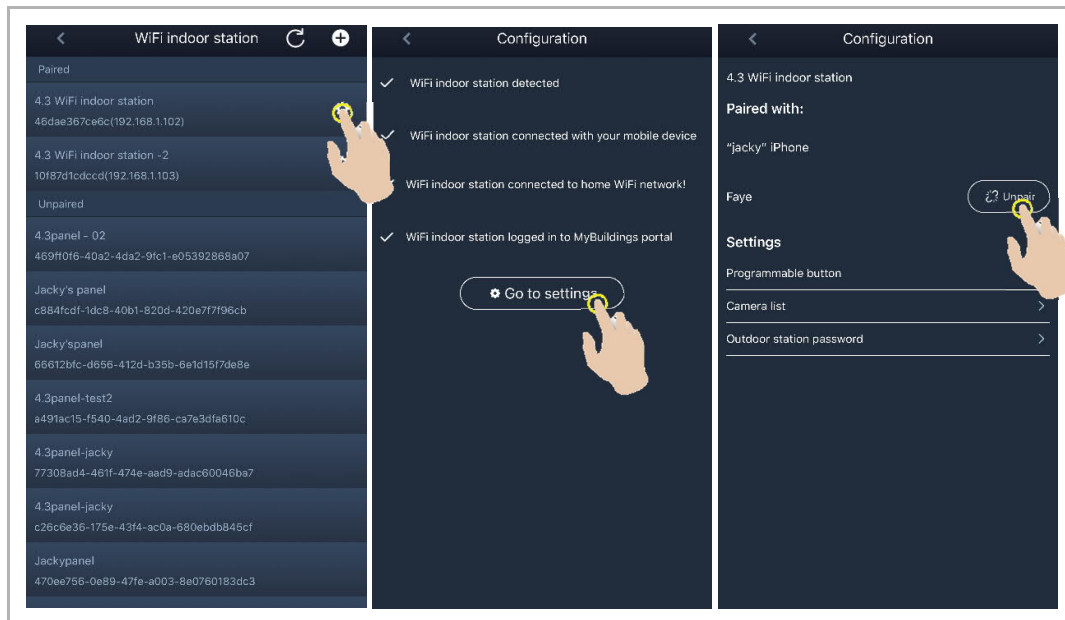 WiFi indoor station
Paired
4.3 WiFi indoor station
46dae367ce6c(192.168.1.102)
4.3 WiFi indoor station -2
10f87d1cdccd(192.168.1.103)
Unpaired
4.3panel - 02
469ff0f6-40a2-4da2-9fc1-e05392868a07
Jacky's panel
c884fcdf-1dc8-40b1-820d-420e7f7f96cb
Jacky'spanel
66612bfc-d656-412d-b35b-6e1d15f7de8e
4.3panel-test2
a491ac15-f540-4ad2-9f86-ca7e3dfa610c
4.3panel-jacky
77308ad4-461f-474e-aad9-adac60046ba7
4.3panel-jacky
c26c6e36-175e-43f4-ac0a-680ebdb845cf
Jackypanel
470ee756-0e89-47fe-a003-8e0760183dc3
Configuration
WiFi indoor station detected
WiFi indoor station connected with your mobile device
WiFi indoor station connected to home WiFi network!
WiFi indoor station logged in to MyBuildings portal
Go to settings
Configuration
4.3 WiFi indoor station
Paired with:
“jacky” iPhone
Faye
Unpair
Settings
Programmable button
Camera list
Outdoor station password